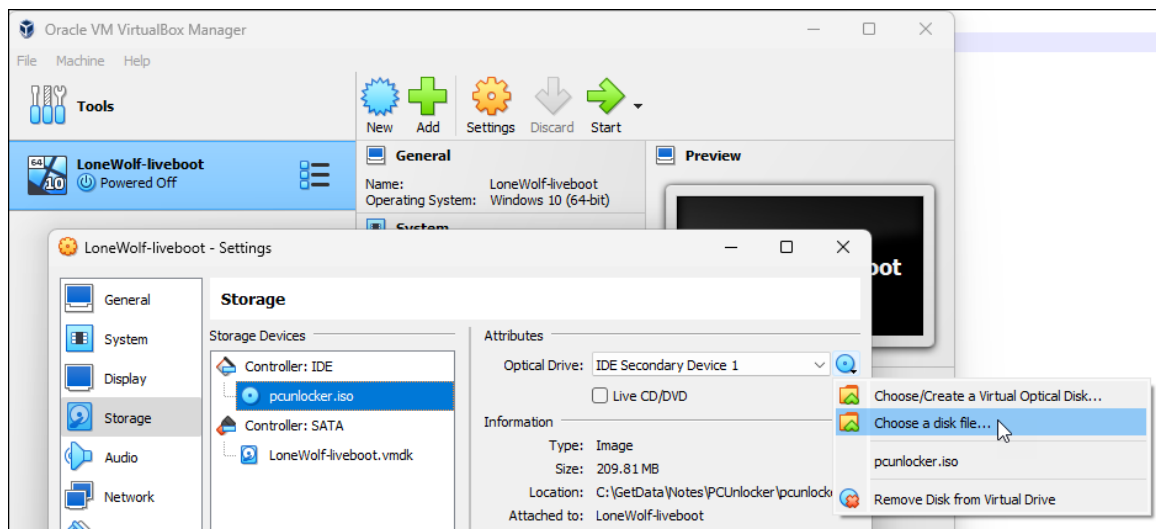 Oracle VM VirtualBox Manager
File Machine Help
Tools
New Add Settings Discard Start
64
10
LoneWolf-liveboot
Powered Off
General
Name: LoneWolf-liveboot
Operating System: Windows 10 (64-bit)
System
Preview
LoneWolf-liveboot - Settings
General
System
Display
Storage
Audio
Network
Storage
Storage Devices
Controller: IDE
pcunlocker.iso
Controller: SATA
LoneWolf-liveboot.vmdk
Attributes
Optical Drive: IDE Secondary Device 1
Live CD/DVD
Information
Type: Image
Size: 209.81 MB
Location: C:\GetData\Notes\PCUnlocker\pcunlocke
Attached to: LoneWolf-liveboot
Choose/Create a Virtual Optical Disk...
Choose a disk file...
pcunlocker.iso
Remove Disk from Virtual Drive